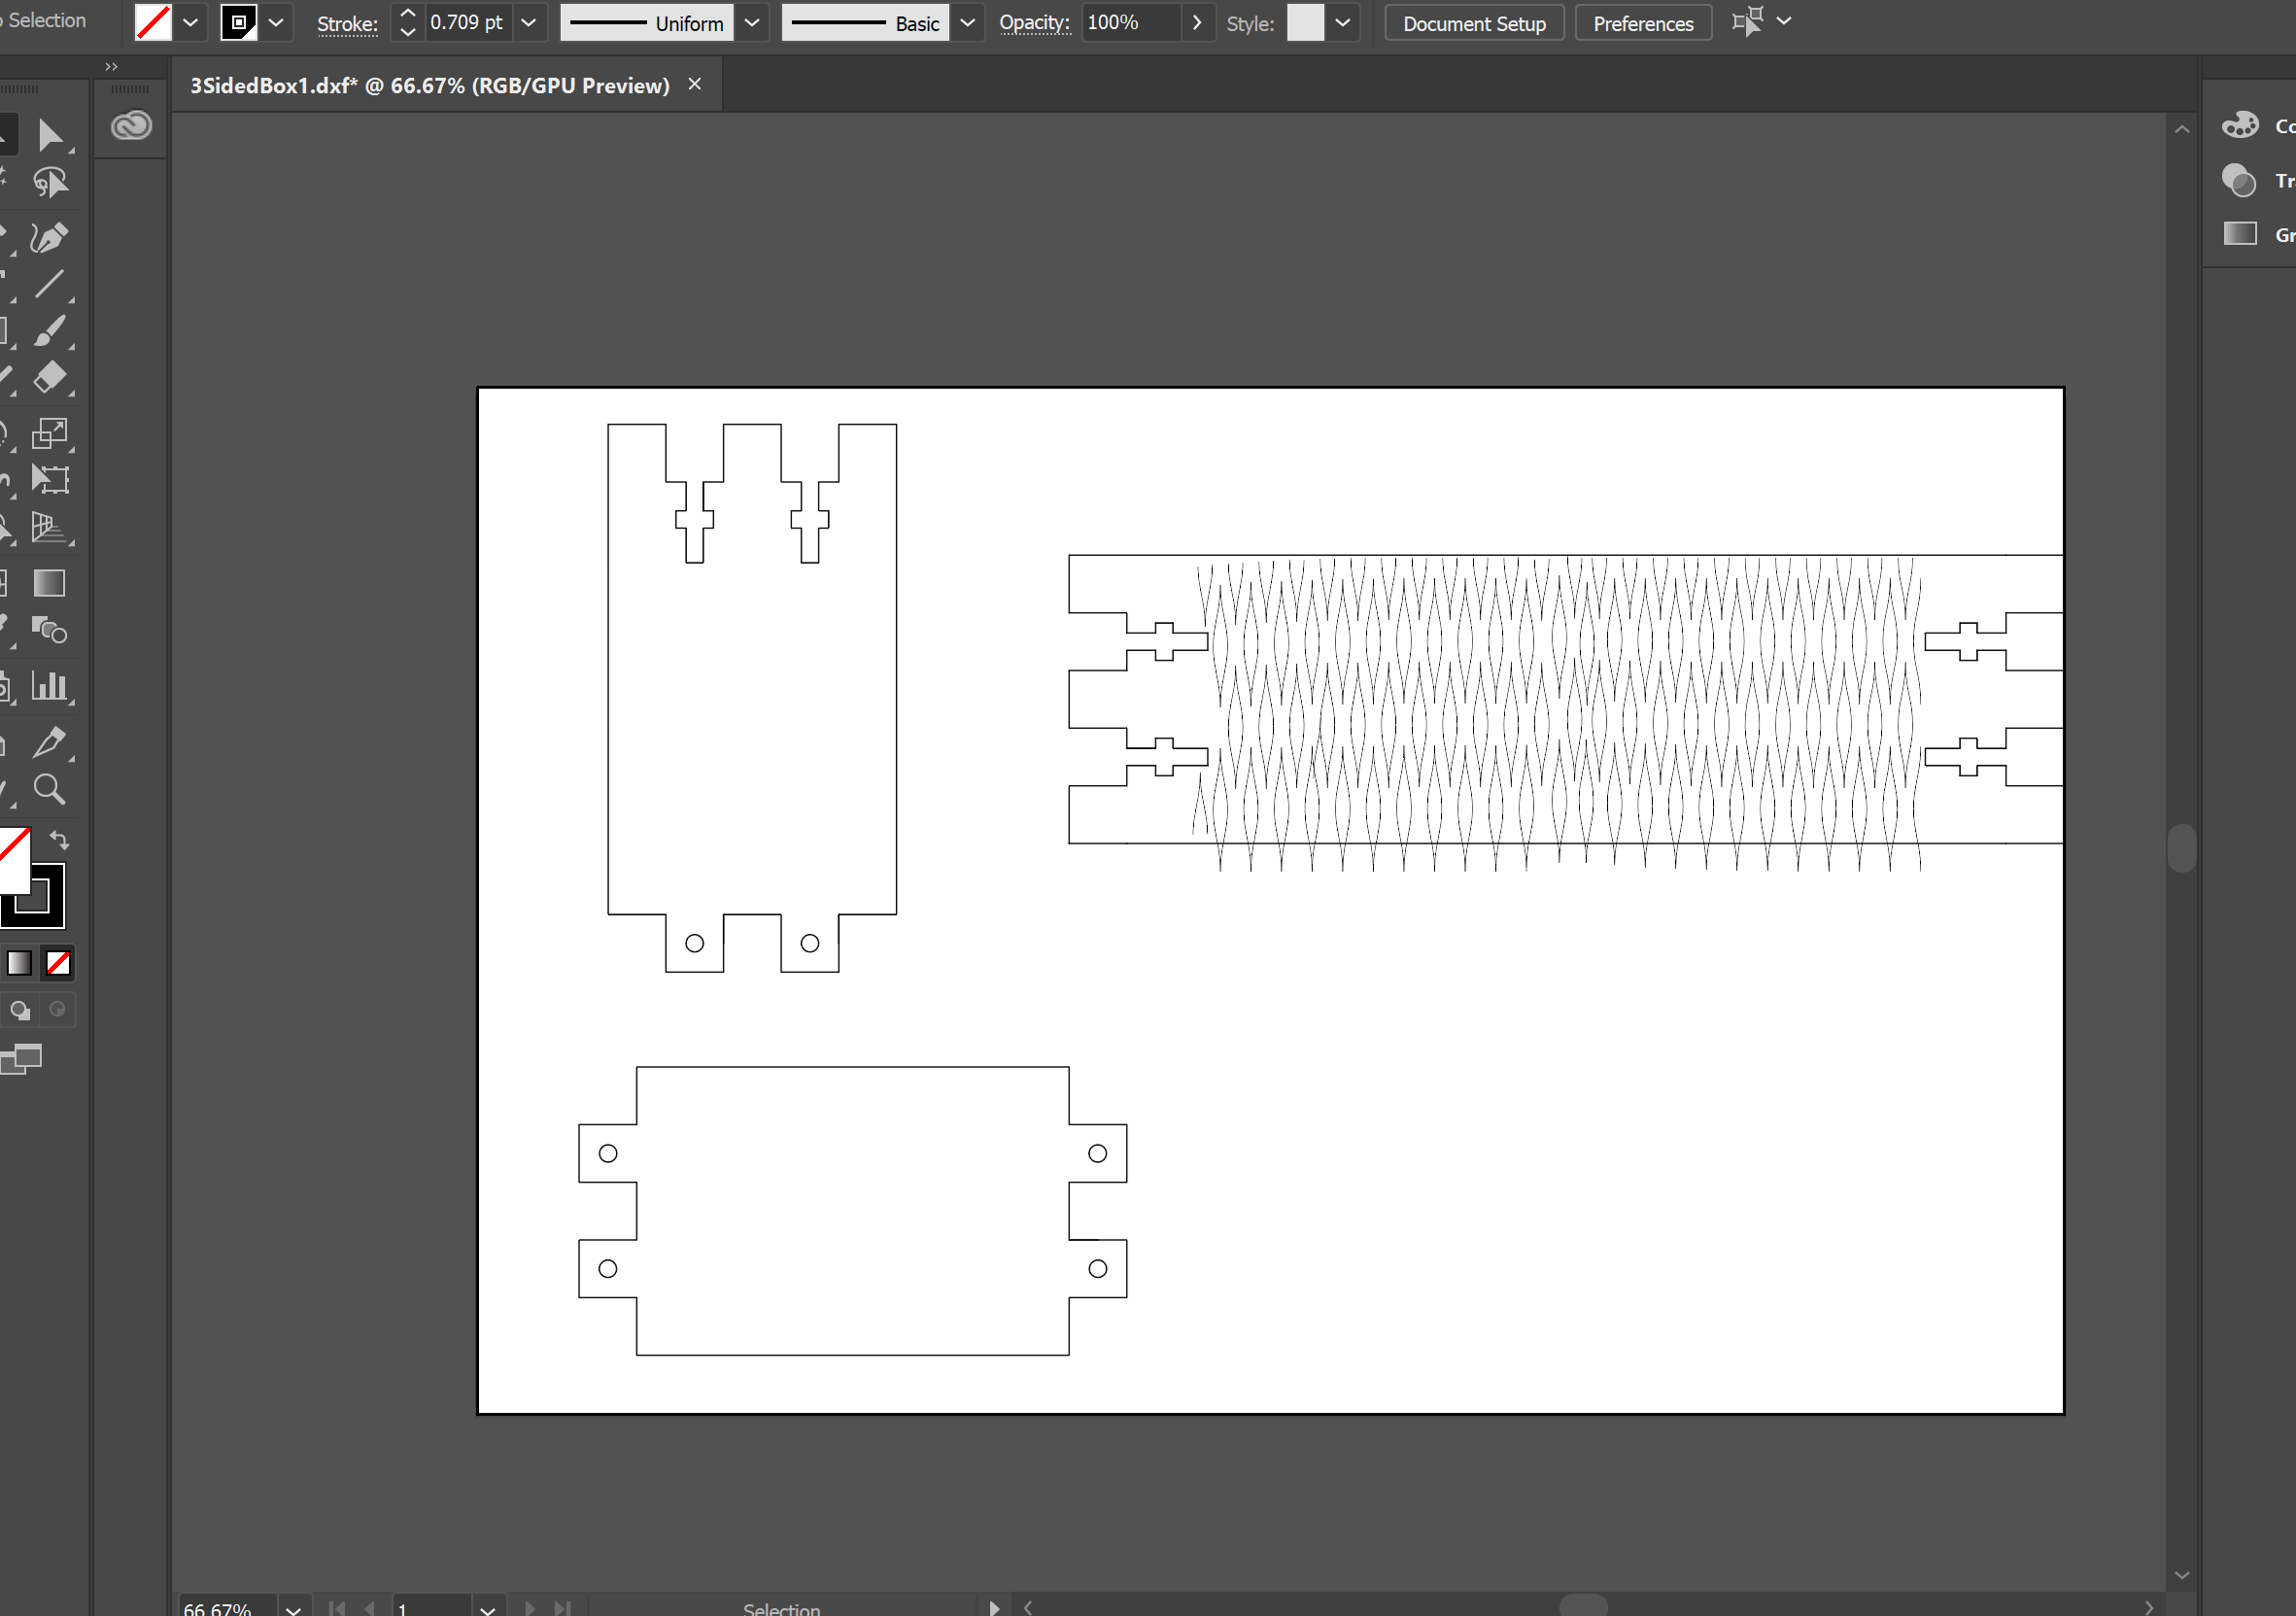 Selection Stroke: 0.709 pt Uniform Basic Opacity: 100% Style: Document Setup Preferences
3SidedBox1.dxf* @ 66.67% (RGB/GPU Preview) ×
Co
Tr
Gr
66.67% 1 Selection